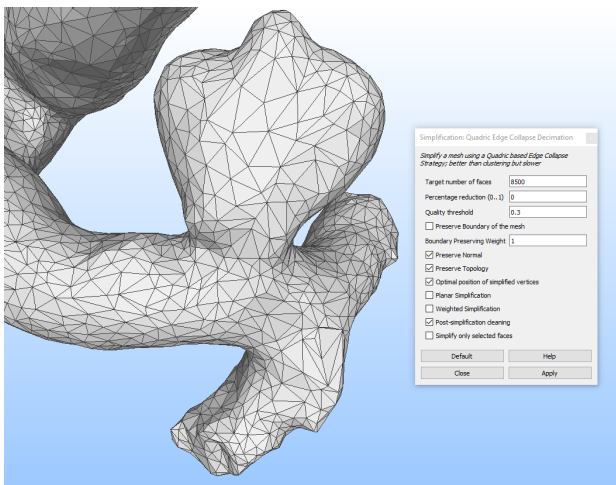 Simplification: Quadric Edge Collapse Decimation
Simplify a mesh using a Quadric based Edge Collapse
Strategy; better than clustering but slower
Target number of faces 8500
Percentage reduction (0..1) 0
Quality threshold 0.3
Preserve Boundary of the mesh
Boundary Preserving Weight 1
Preserve Normal
Preserve Topology
Optimal position of simplified vertices
Planar Simplification
Weighted Simplification
Post-simplification cleaning
Simplify only selected faces
Default Help
Close Apply